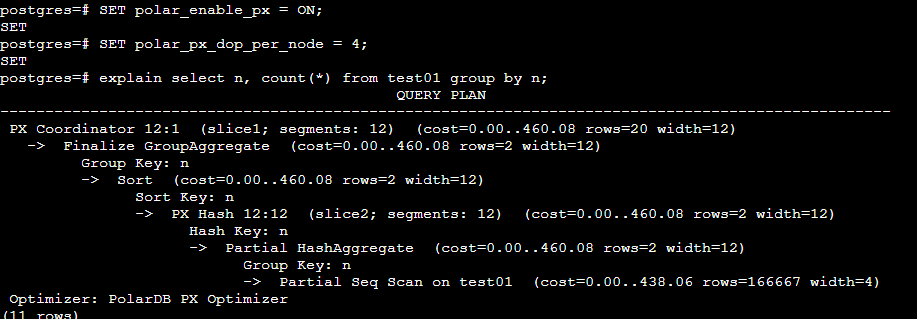 postgres=# SET polar_enable_px = ON;
SET
postgres=# SET polar_px_dop_per_node = 4;
SET
postgres=# explain select n, count(*) from test01 group by n;
                                                QUERY PLAN
-----------------------------------------------------------------------------------------------------------
 PX Coordinator 12:1  (slice1; segments: 12)  (cost=0.00..460.08 rows=20 width=12)
   ->  Finalize GroupAggregate  (cost=0.00..460.08 rows=2 width=12)
         Group Key: n
         ->  Sort  (cost=0.00..460.08 rows=2 width=12)
               Sort Key: n
               ->  PX Hash 12:12  (slice2; segments: 12)  (cost=0.00..460.08 rows=2 width=12)
                     Hash Key: n
                     ->  Partial HashAggregate  (cost=0.00..460.08 rows=2 width=12)
                           Group Key: n
                           ->  Partial Seq Scan on test01  (cost=0.00..438.06 rows=166667 width=4)
 Optimizer: PolarDB PX Optimizer
(11 rows)